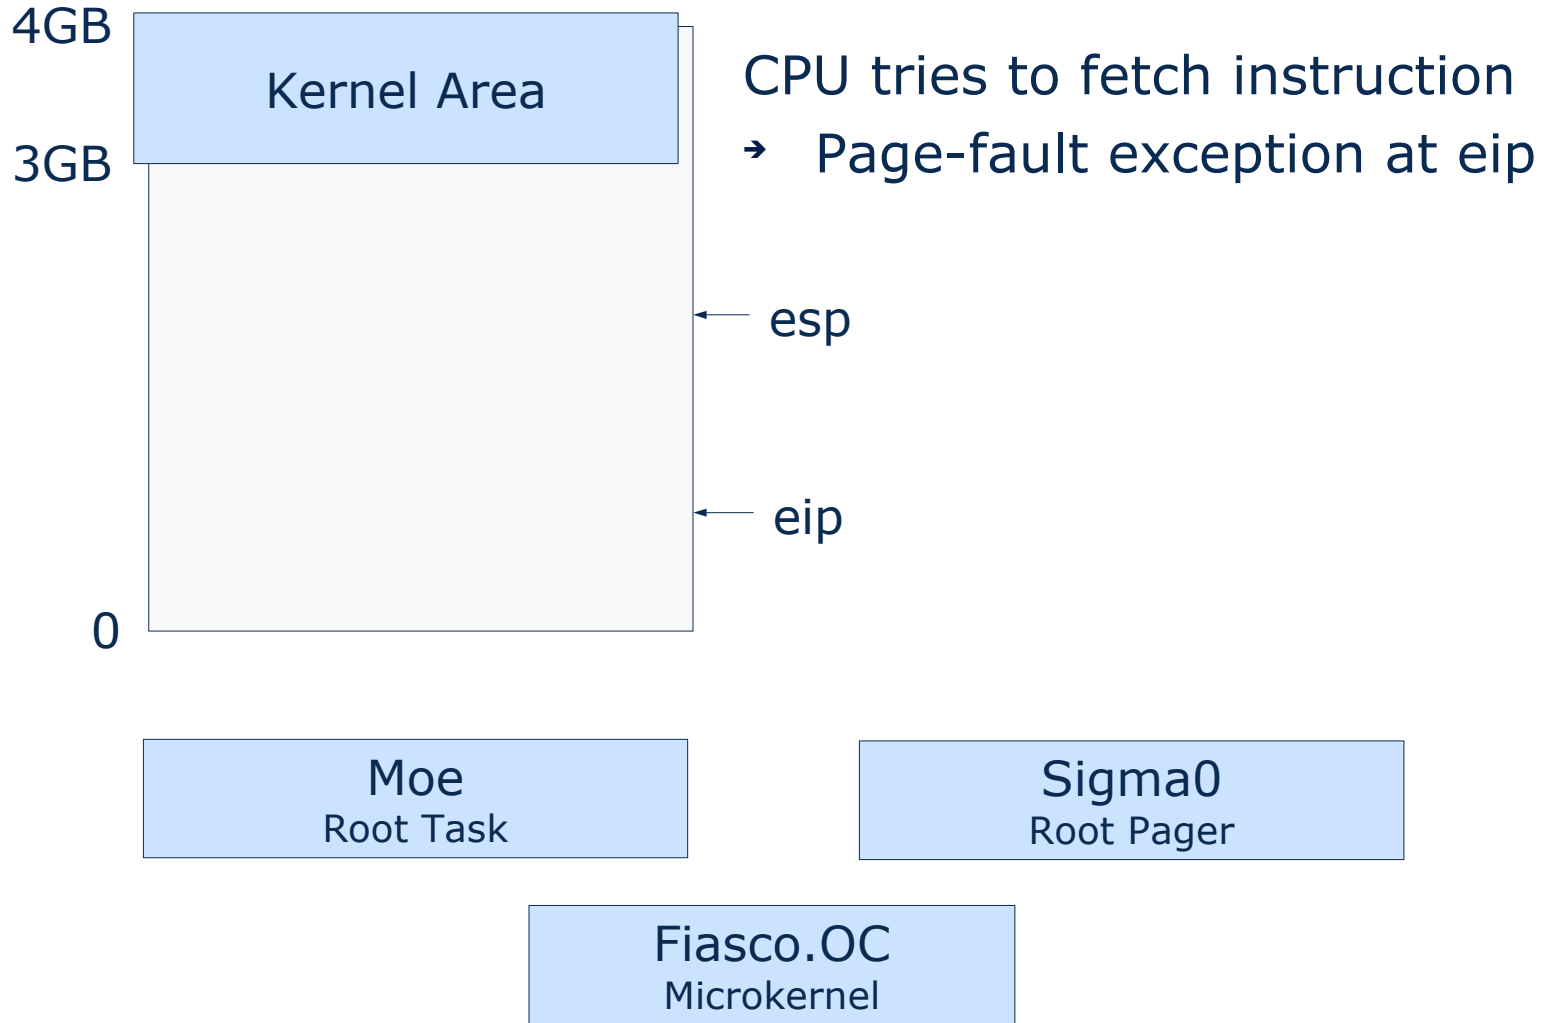 4GB
Kernel Area
3GB
CPU tries to fetch instruction
➔ Page-fault exception at eip
esp
eip
0
Moe
Root Task
Sigma0
Root Pager
Fiasco.OC
Microkernel